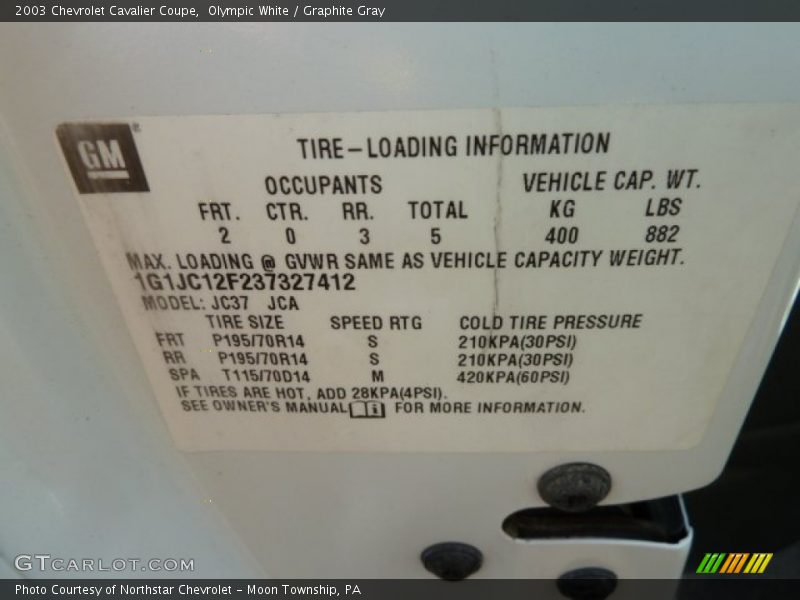 2003 Chevrolet Cavalier Coupe,  Olympic White / Graphite Gray
GM
TIRE-LOADING INFORMATION
OCCUPANTS VEHICLE CAP. WT.
FRT. CTR. RR. TOTAL KG LBS
2 0 3 5 400 882
MAX. LOADING @ GVWR SAME AS VEHICLE CAPACITY WEIGHT.
1G1JC12F237327412
MODEL: JC37 JCA
TIRE SIZE SPEED RTG COLD TIRE PRESSURE
FRT P195/70R14 S 210KPA(30PSI)
RR P195/70R14 S 210KPA(30PSI)
SPA T115/70D14 M 420KPA(60PSI)
IF TIRES ARE HOT, ADD 28KPA(4PSI).
SEE OWNER'S MANUAL FOR MORE INFORMATION.
GTCARLOT.COM
Photo Courtesy of Northstar Chevrolet - Moon Township, PA